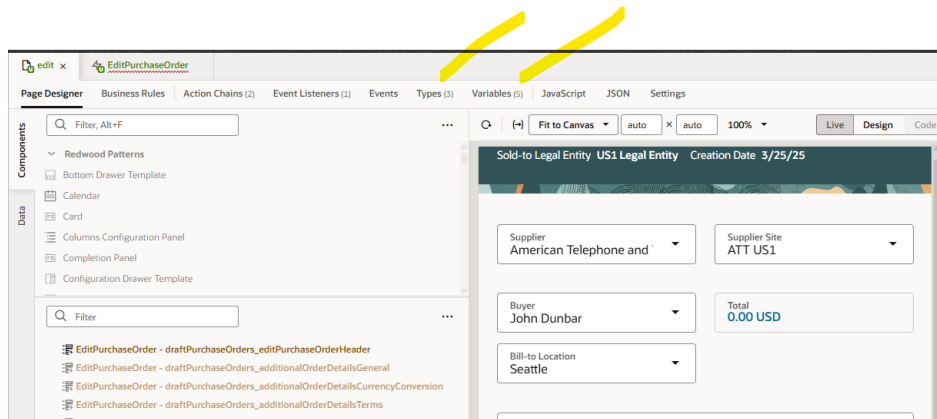 edit x EditPurchaseOrder
Page Designer Business Rules Action Chains (2) Event Listeners (1) Events Types (3) Variables (5) JavaScript JSON Settings
Components
Data
Filter, Alt+F
Redwood Patterns
Bottom Drawer Template
Calendar
Card
Columns Configuration Panel
Completion Panel
Configuration Drawer Template
Filter
EditPurchaseOrder - draftPurchaseOrders_editPurchaseOrderHeader
EditPurchaseOrder - draftPurchaseOrders_additionalOrderDetailsGeneral
EditPurchaseOrder - draftPurchaseOrders_additionalOrderDetailsCurrencyConversion
EditPurchaseOrder - draftPurchaseOrders_additionalOrderDetailsTerms
Fit to Canvas auto × auto 100% Live Design Code
Sold-to Legal Entity US1 Legal Entity Creation Date 3/25/25
Supplier
American Telephone and
Supplier Site
ATT US1
Buyer
John Dunbar
Total
0.00 USD
Bill-to Location
Seattle